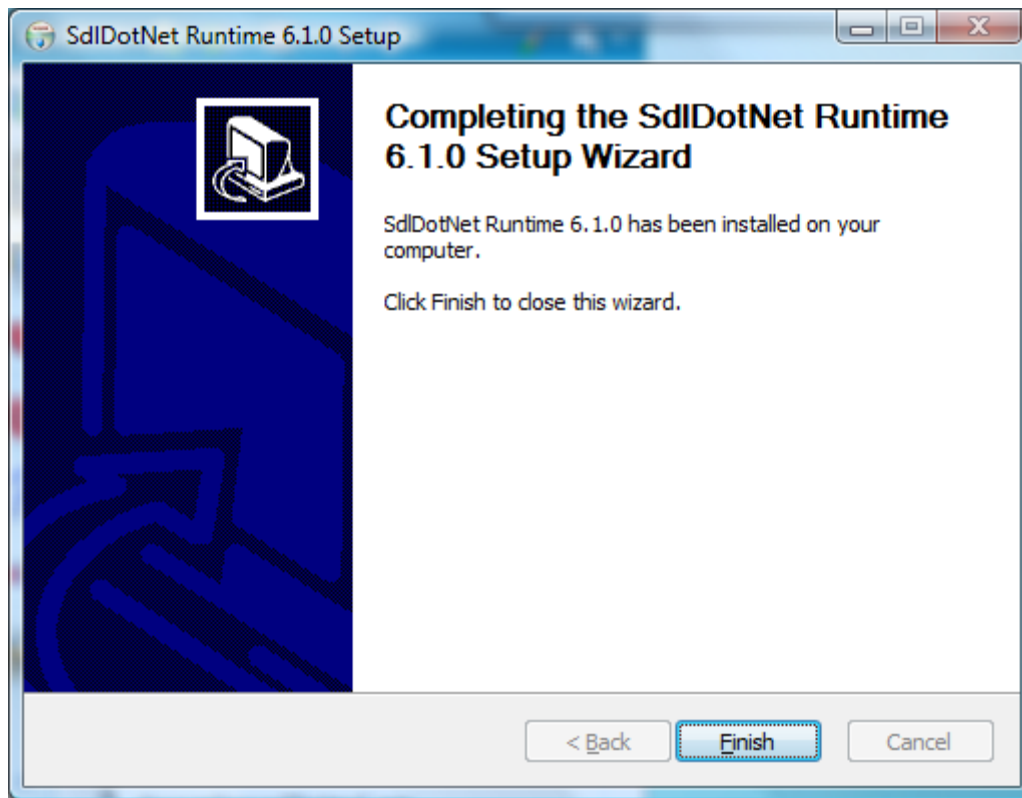 SdlDotNet Runtime 6.1.0 Setup
Completing the SdlDotNet Runtime
6.1.0 Setup Wizard
SdlDotNet Runtime 6.1.0 has been installed on your
computer.
Click Finish to close this wizard.
< Back
Finish
Cancel